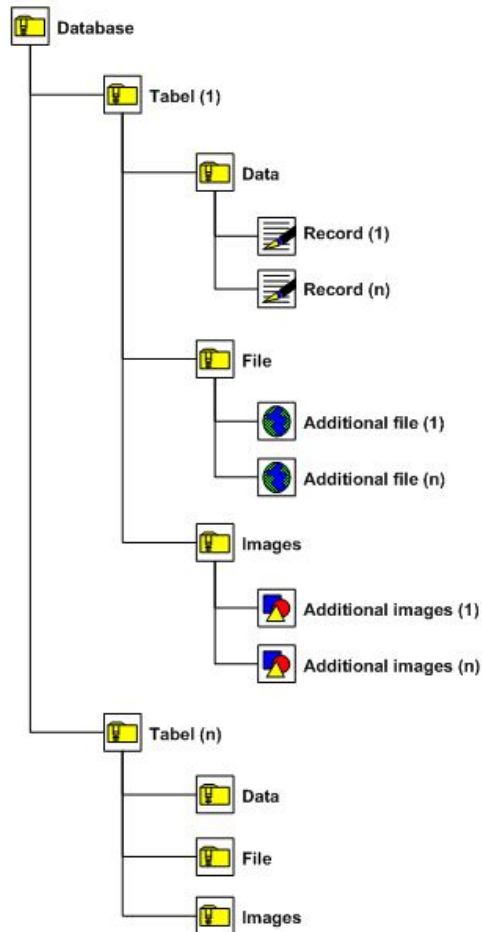 Database
Tabel (1)
Data
Record (1)
Record (n)
File
Additional file (1)
Additional file (n)
Images
Additional images (1)
Additional images (n)
Tabel (n)
Data
File
Images